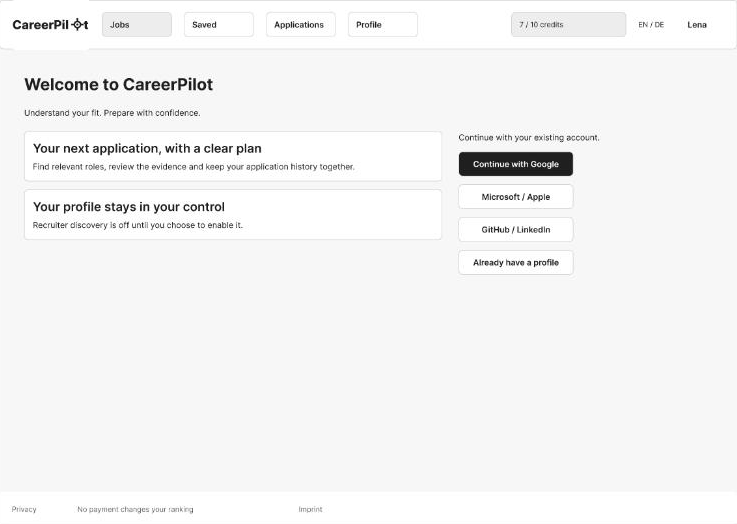 CareerPilot
Jobs
Saved
Applications
Profile
7 / 10 credits
EN / DE
Lena
Welcome to CareerPilot
Understand your fit. Prepare with confidence.
Your next application, with a clear plan
Find relevant roles, review the evidence and keep your application history together.
Your profile stays in your control
Recruiter discovery is off until you choose to enable it.
Continue with your existing account.
Continue with Google
Microsoft / Apple
GitHub / LinkedIn
Already have a profile
Privacy
No payment changes your ranking
Imprint